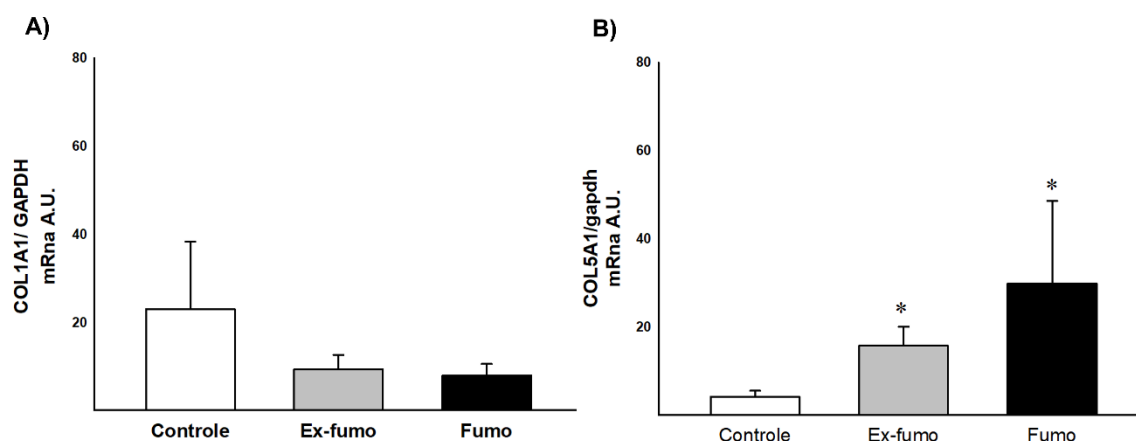 A)
80
60
40
20
COL1A1/ GAPDH
mRna A.U.
Controle Ex-fumo Fumo
B)
80
60
40
20
COL5A1/gapdh
mRna A.U.
*
*
Controle Ex-fumo Fumo